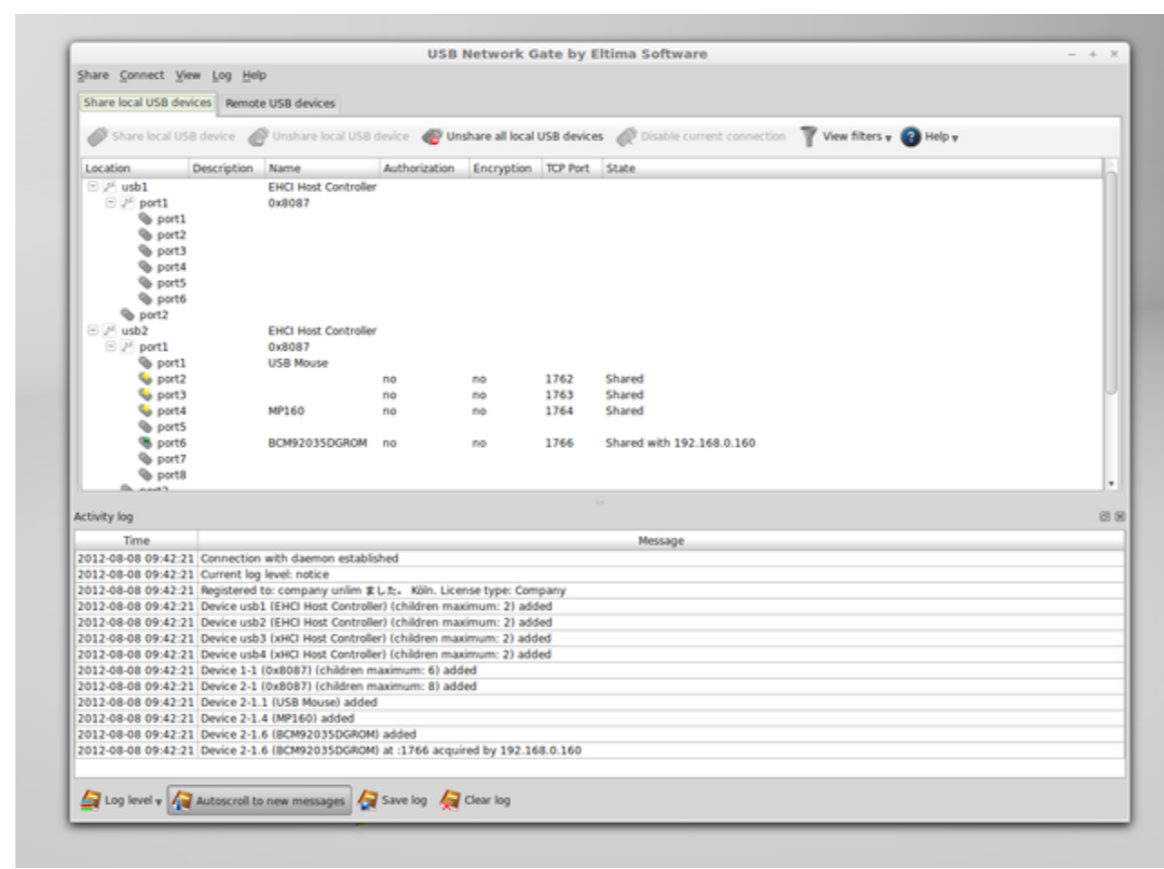 USB Network Gate by Eltima Software
Share Connect View Log Help
Share local USB devices Remote USB devices
Share local USB device Unshare local USB device Unshare all local USB devices Disable current connection View filters Help
Location Description Name Authorization Encryption TCP Port State
usb1 EHCI Host Controller
port1 0x8087
port1
port2
port3
port4
port5
port6
port2
usb2 EHCI Host Controller
port1 0x8087
port1 USB Mouse
port2 no no 1762 Shared
port3 no no 1763 Shared
port4 MP160 no no 1764 Shared
port5
port6 BCM92035DGROM no no 1766 Shared with 192.168.0.160
port7
port8
Activity log
Time Message
2012-08-08 09:42:21 Connection with daemon established
2012-08-08 09:42:21 Current log level: notice
2012-08-08 09:42:21 Registered to: company unlim ました。 Köln. License type: Company
2012-08-08 09:42:21 Device usb1 (EHCI Host Controller) (children maximum: 2) added
2012-08-08 09:42:21 Device usb2 (EHCI Host Controller) (children maximum: 2) added
2012-08-08 09:42:21 Device usb3 (xHCI Host Controller) (children maximum: 2) added
2012-08-08 09:42:21 Device usb4 (xHCI Host Controller) (children maximum: 2) added
2012-08-08 09:42:21 Device 1-1 (0x8087) (children maximum: 6) added
2012-08-08 09:42:21 Device 2-1 (0x8087) (children maximum: 8) added
2012-08-08 09:42:21 Device 2-1.1 (USB Mouse) added
2012-08-08 09:42:21 Device 2-1.4 (MP160) added
2012-08-08 09:42:21 Device 2-1.6 (BCM92035DGROM) added
2012-08-08 09:42:21 Device 2-1.6 (BCM92035DGROM) at :1766 acquired by 192.168.0.160
Log level Autoscroll to new messages Save log Clear log